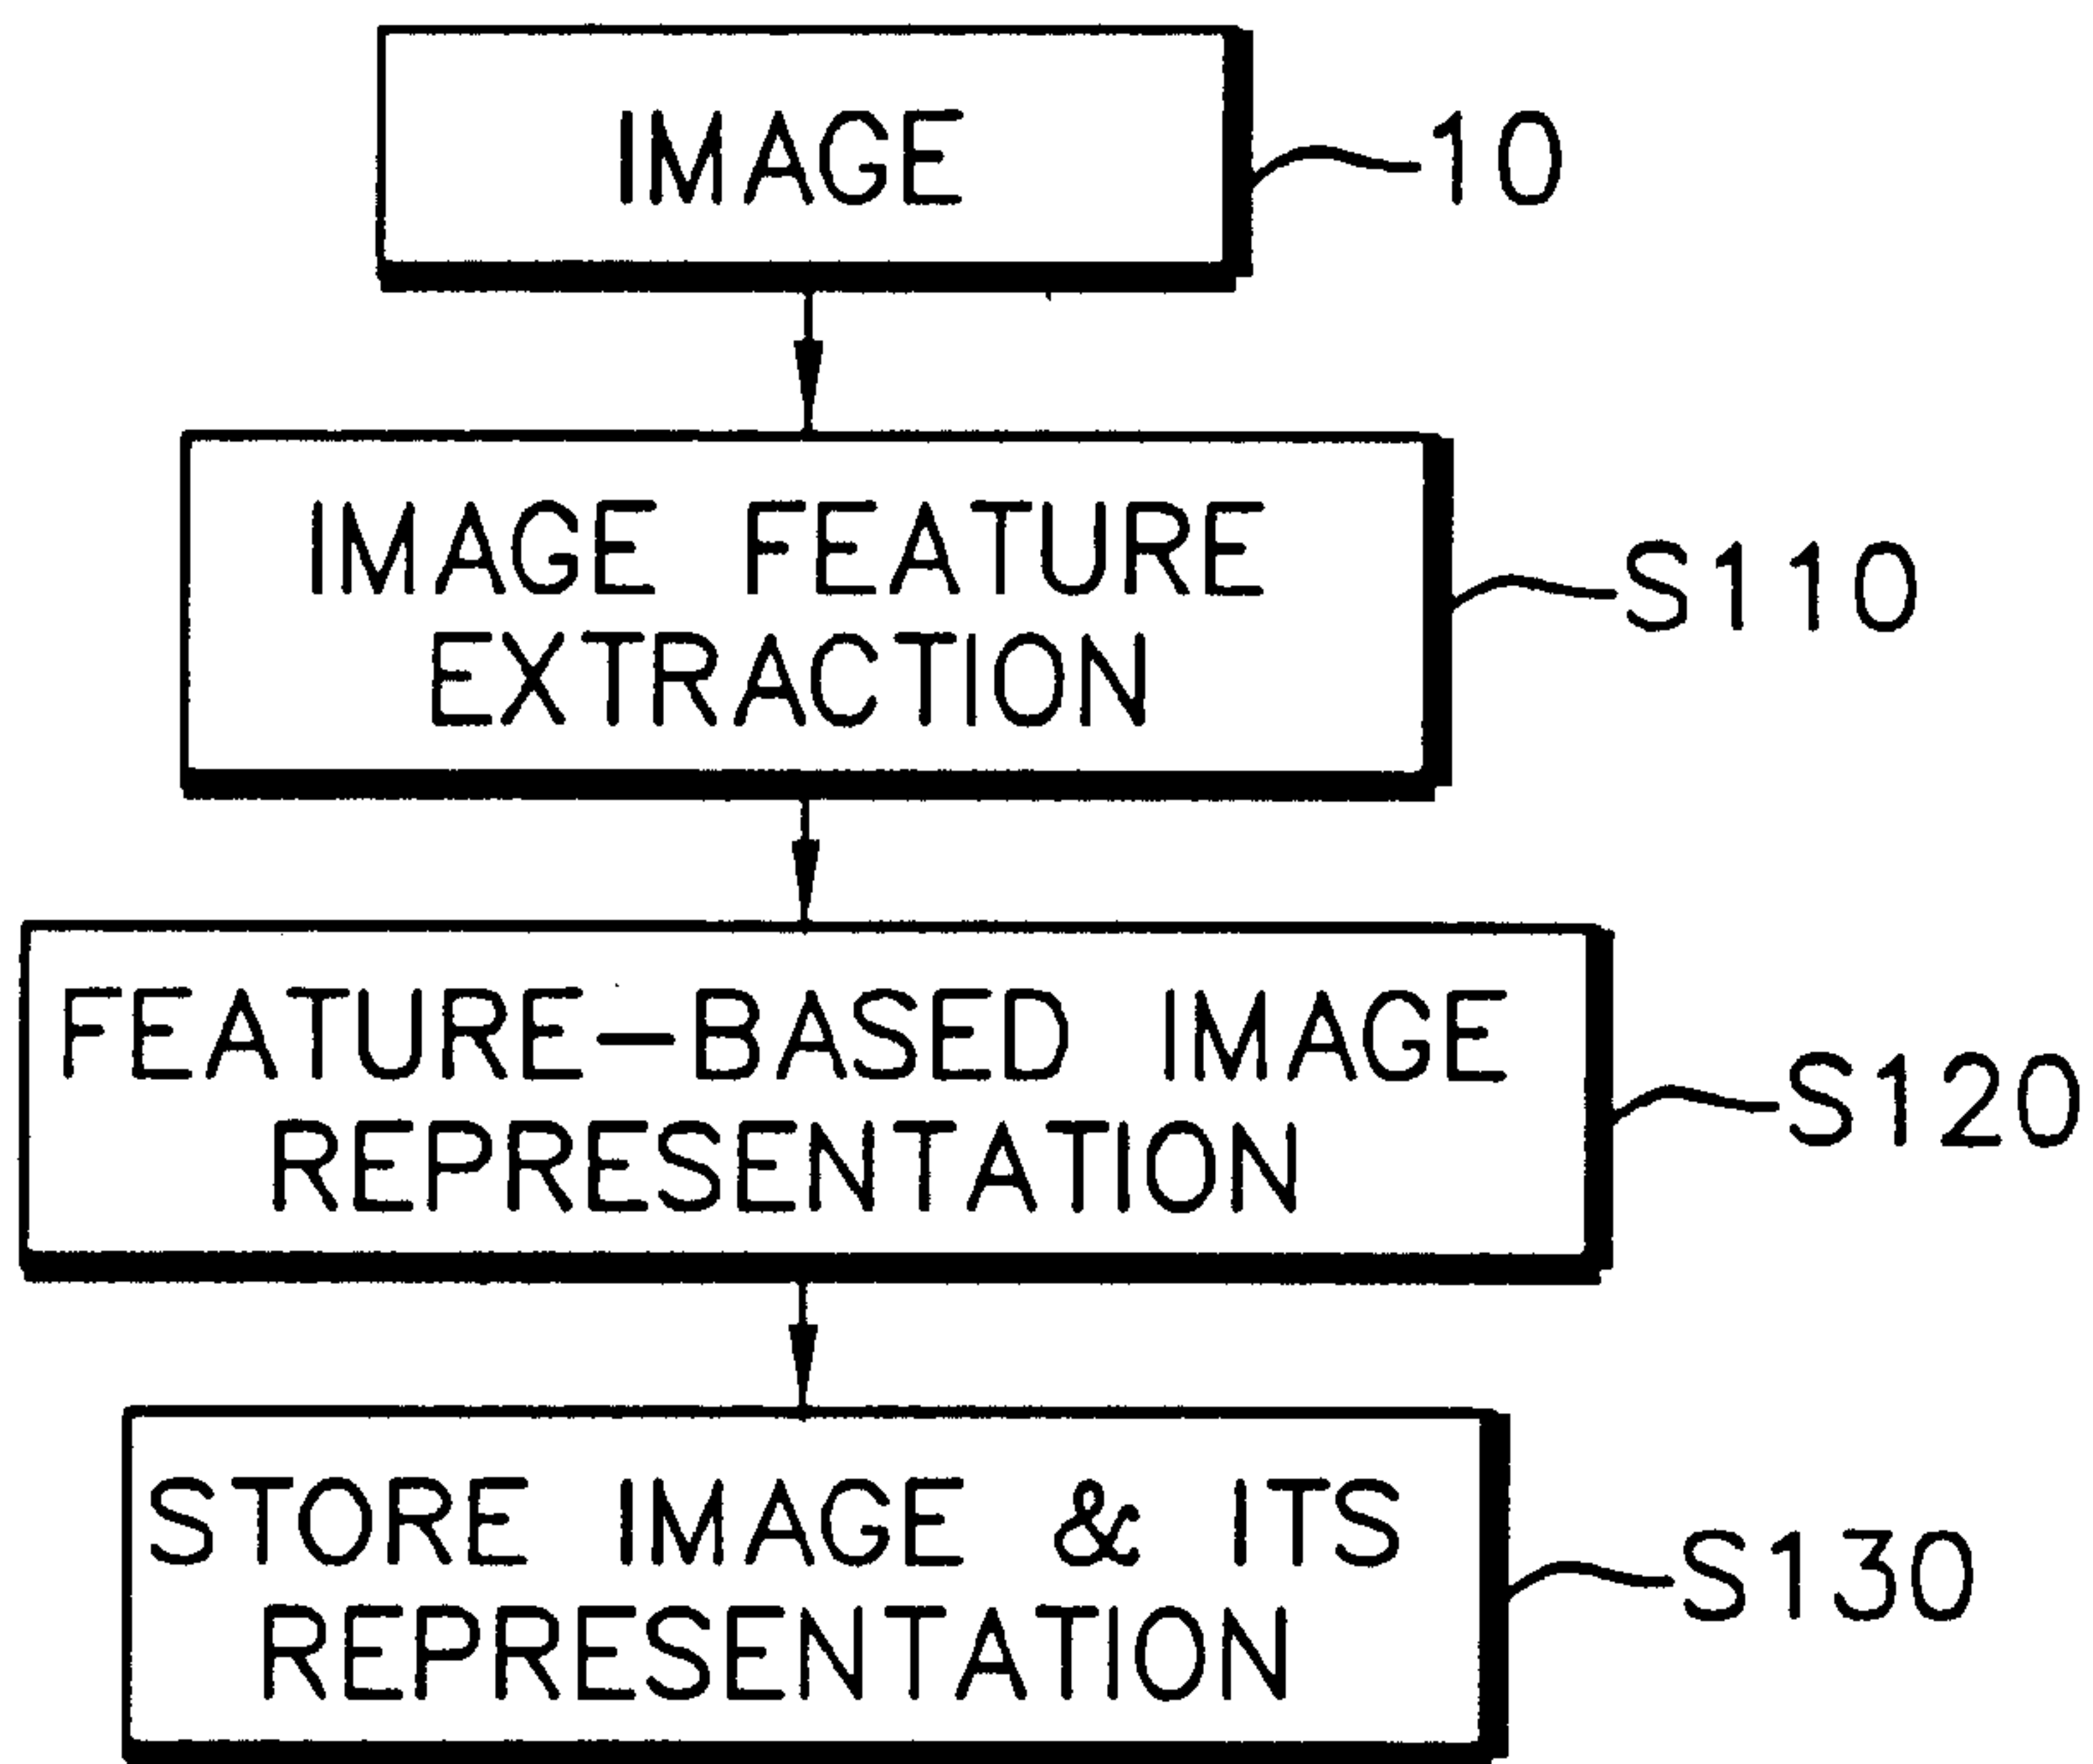 IMAGE
10
IMAGE FEATURE
EXTRACTION
S110
FEATURE-BASED IMAGE
REPRESENTATION
S120
STORE IMAGE & ITS
REPRESENTATION
S130